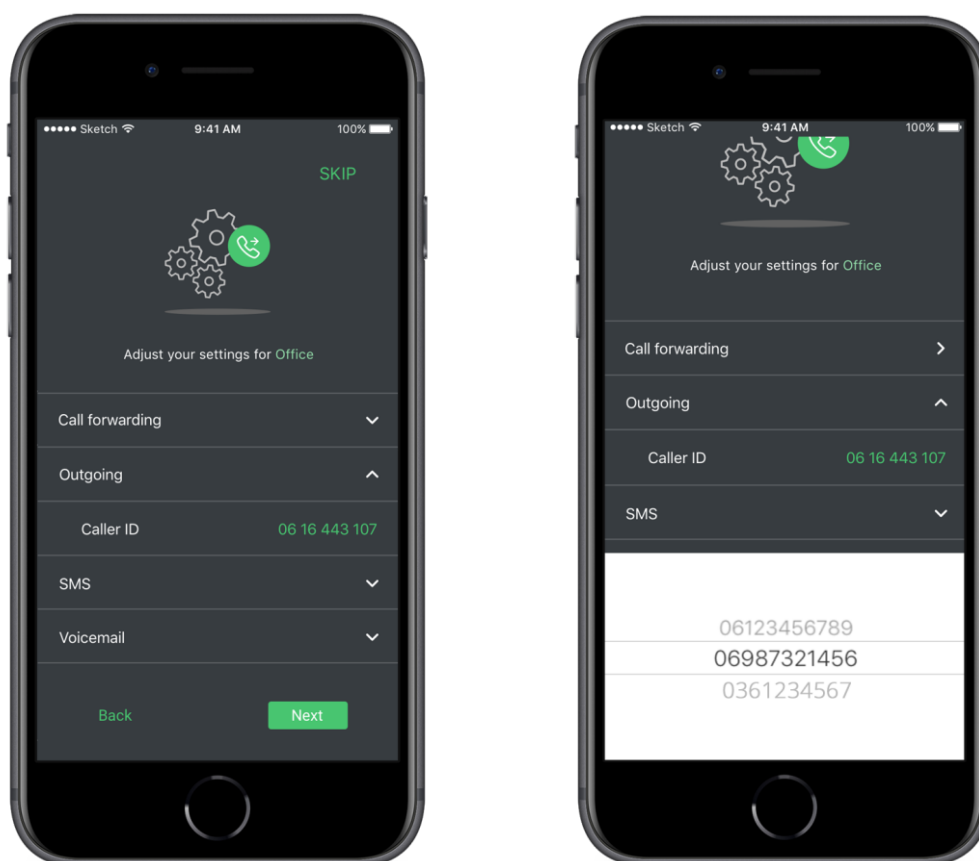 Sketch 9:41 AM 100%
SKIP
Adjust your settings for Office
Call forwarding
Outgoing
Caller ID 06 16 443 107
SMS
Voicemail
Back Next
Sketch 9:41 AM 100%
Adjust your settings for Office
Call forwarding
Outgoing
Caller ID 06 16 443 107
SMS
06123456789
06987321456
0361234567